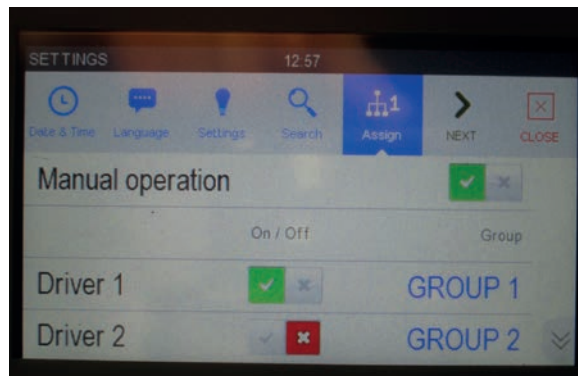 SETTINGS 12:57
Date & Time Language Settings Search Assign NEXT CLOSE
1
Manual operation
On / Off Group
Driver 1 GROUP 1
Driver 2 GROUP 2